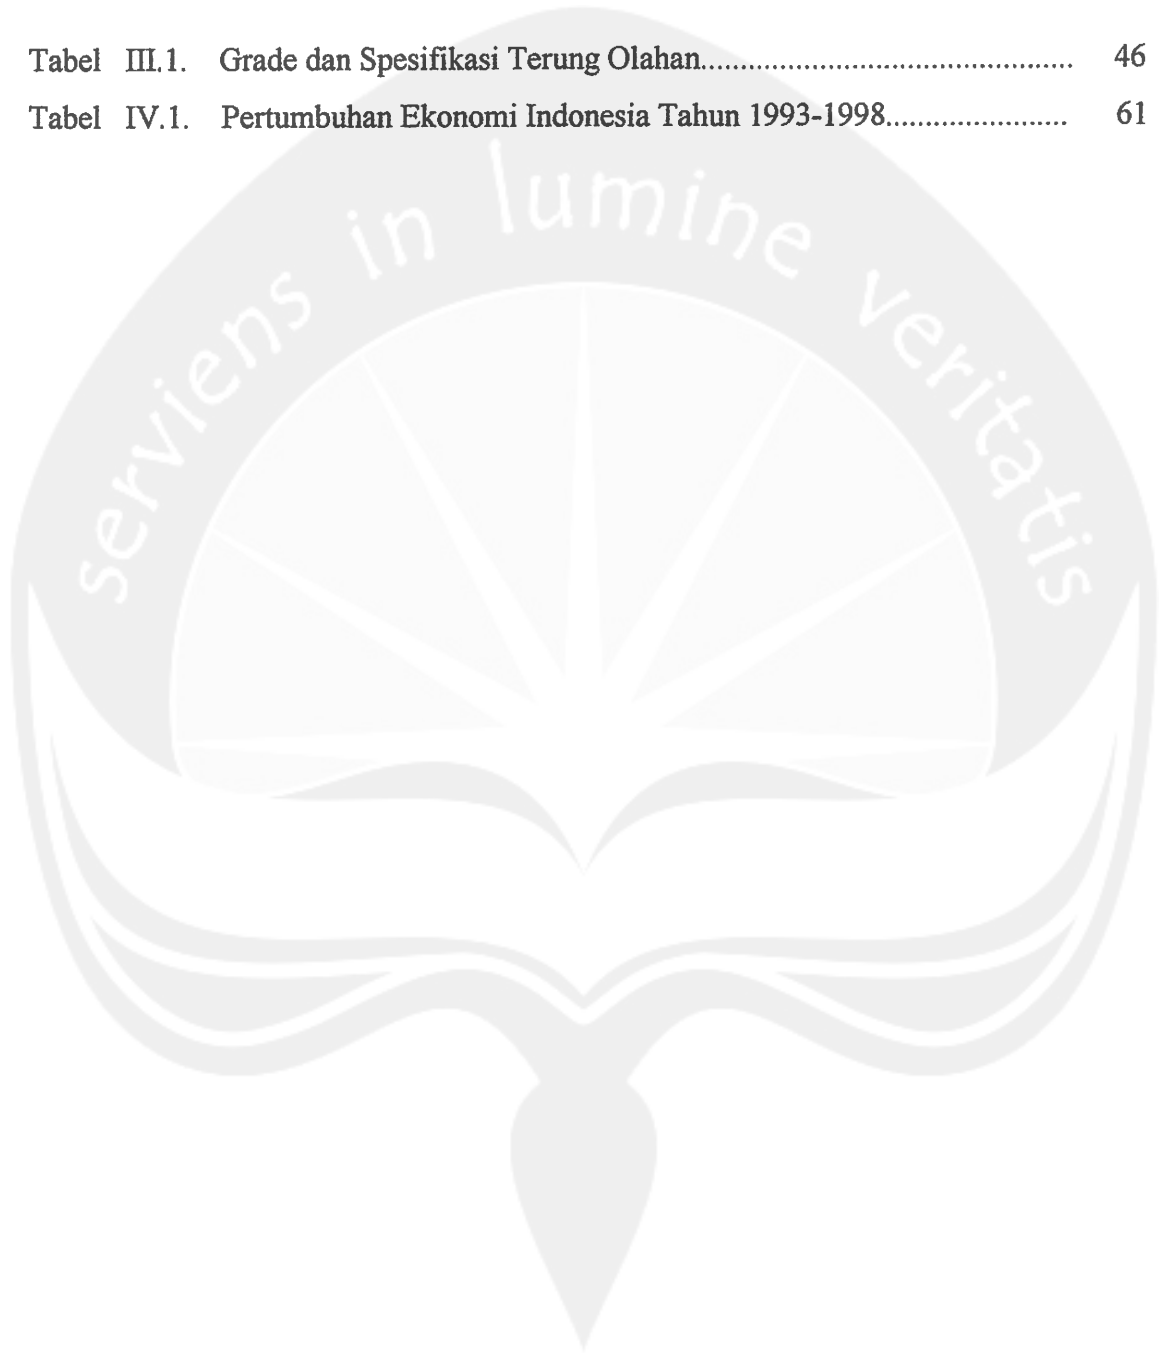 Tabel III.1. Grade dan Spesifikasi Terung Olahan............................................... 46
Tabel IV.1. Pertumbuhan Ekonomi Indonesia Tahun 1993-1998....................... 61
serviens in lumine veritatis